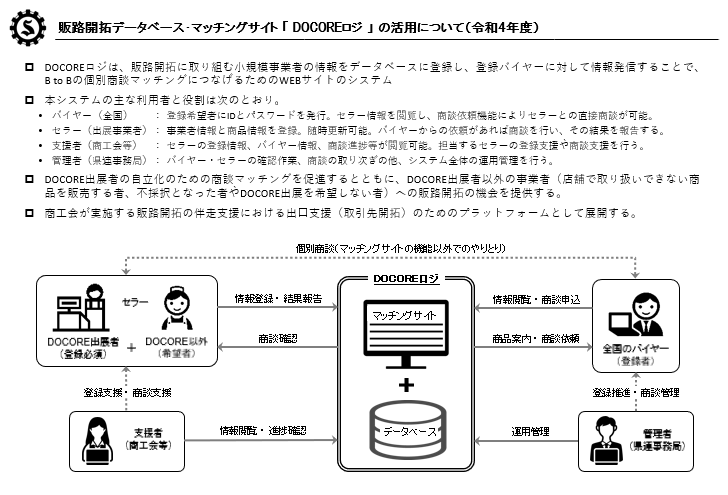 販路開拓データベース・マッチングサイト「 DOCOREロジ 」の活用について（令和4年度）
DOCOREロジは、販路開拓に取り組む小規模事業者の情報をデータベースに登録し、登録バイヤーに対して情報発信することで、
B to Bの個別商談マッチングにつなげるためのWEBサイトのシステム
本システムの主な利用者と役割は次のとおり。
• バイヤー（全国） ： 登録希望者にIDとパスワードを発行。セラー情報を閲覧し、商談依頼機能によりセラーとの直接商談が可能。
• セラー（出展事業者）： 事業者情報と商品情報を登録。随時更新可能。バイヤーからの依頼があれば商談を行い、その結果を報告する。
• 支援者（商工会等） ： セラーの登録情報、バイヤー情報、商談進捗等が閲覧可能。担当するセラーの登録支援や商談支援を行う。
• 管理者（県連事務局）： バイヤー・セラーの確認作業、商談の取り次ぎの他、システム全体の運用管理を行う。
DOCORE出展者の自立化のための商談マッチングを促進するとともに、DOCORE出展者以外の事業者（店舗で取り扱いできない商
品を販売する者、不採択となった者やDOCORE出展を希望しない者）への販路開拓の機会を提供する。
商工会が実施する販路開拓の伴走支援における出口支援（取引先開拓）のためのプラットフォームとして展開する。
個別商談(マッチングサイトの機能以外でのやりとり)
DOCOREロジ
セラー
DOCORE出展者
（登録必須）
+
DOCORE以外
（希望者）
情報登録・結果報告
商談確認
マッチングサイト
+
データベース
情報閲覧・商談申込
商品案内・商談依頼
全国のバイヤー
（登録者）
登録支援・商談支援
登録推進・商談管理
支援者
（商工会等）
情報閲覧・進捗確認
運用管理
管理者
（県連事務局）